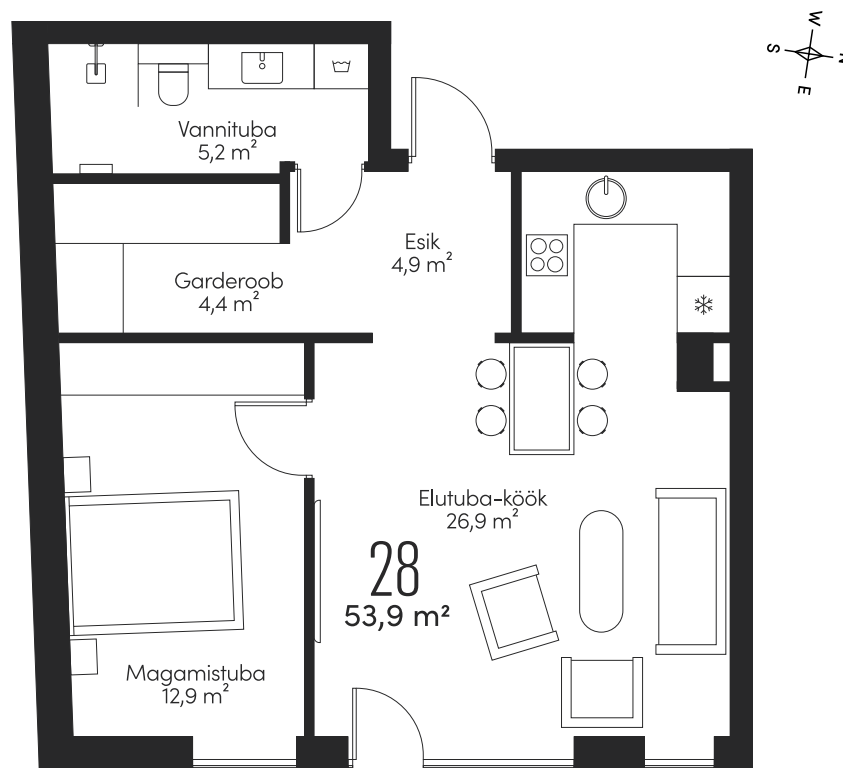 W
S
N
E
Vannituba
5,2 m²
Esik
4,9 m²
Garderoob
4,4 m²
Elutuba-köök
26,9 m²
28
53,9 m²
Magamistuba
12,9 m²